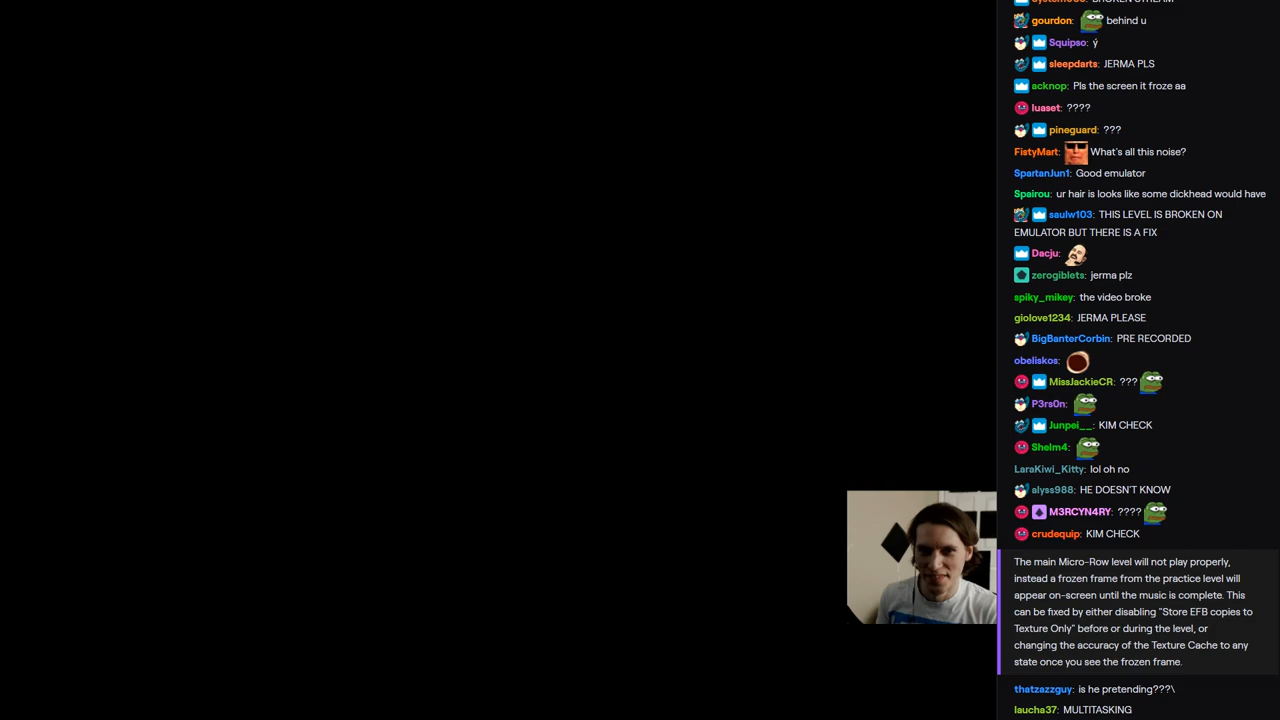 gourdon: behind u
Squipso: ý
sleepdarts: JERMA PLS
acknop: Pls the screen it froze aa
luaset: ????
pineguard: ???
FistyMart: What's all this noise?
SpartanJun1: Good emulator
Spairou: ur hair is looks like some dickhead would have
saulw103: THIS LEVEL IS BROKEN ON
EMULATOR BUT THERE IS A FIX
Dacju:
zerogiblets: jerma plz
spiky_mikey: the video broke
giolove1234: JERMA PLEASE
BigBanterCorbin: PRE RECORDED
obeliskos:
MissJackieCR: ???
P3rs0n:
Junpei__: KIM CHECK
Shelm4:
LaraKiwi_Kitty: lol oh no
alyss988: HE DOESN'T KNOW
M3RCYN4RY: ????
crudequip: KIM CHECK
The main Micro-Row level will not play properly,
instead a frozen frame from the practice level will
appear on-screen until the music is complete. This
can be fixed by either disabling "Store EFB copies to
Texture Only" before or during the level, or
changing the accuracy of the Texture Cache to any
state once you see the frozen frame.
thatzazzguy: is he pretending???\
laucha37: MULTITASKING